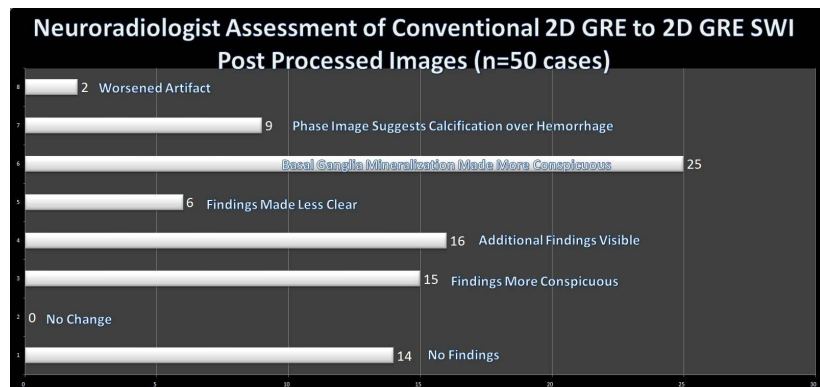 Neuroradiologist Assessment of Conventional 2D GRE to 2D GRE SWI
Post Processed Images (n=50 cases)
8 2 Worsened Artifact
7 9 Phase Image Suggests Calcification over Hemorrhage
6 Basal Ganglia Mineralization Made More Conspicuous 25
5 6 Findings Made Less Clear
4 16 Additional Findings Visible
3 15 Findings More Conspicuous
2 0 No Change
1 14 No Findings
0 5 10 15 20 25 30